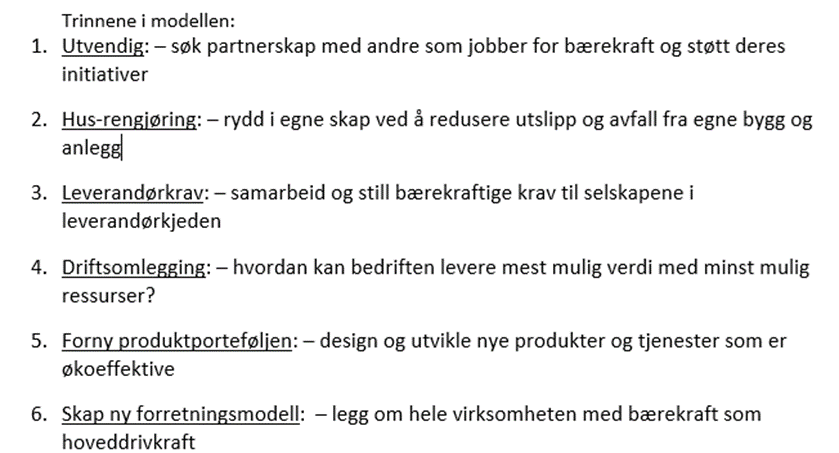 Trinnene i modellen:
1. Utvendig: – søk partnerskap med andre som jobber for bærekraft og støtt deres
initiativer
2. Hus-rengjøring: – rydd i egne skap ved å redusere utslipp og avfall fra egne bygg og
anlegg
3. Leverandørkrav: – samarbeid og still bærekraftige krav til selskapene i
leverandørkjeden
4. Driftsomlegging: – hvordan kan bedriften levere mest mulig verdi med minst mulig
ressurser?
5. Forny produktporteføljen: – design og utvikle nye produkter og tjenester som er
økoeffektive
6. Skap ny forretningsmodell:  – legg om hele virksomheten med bærekraft som
hoveddrivkraft